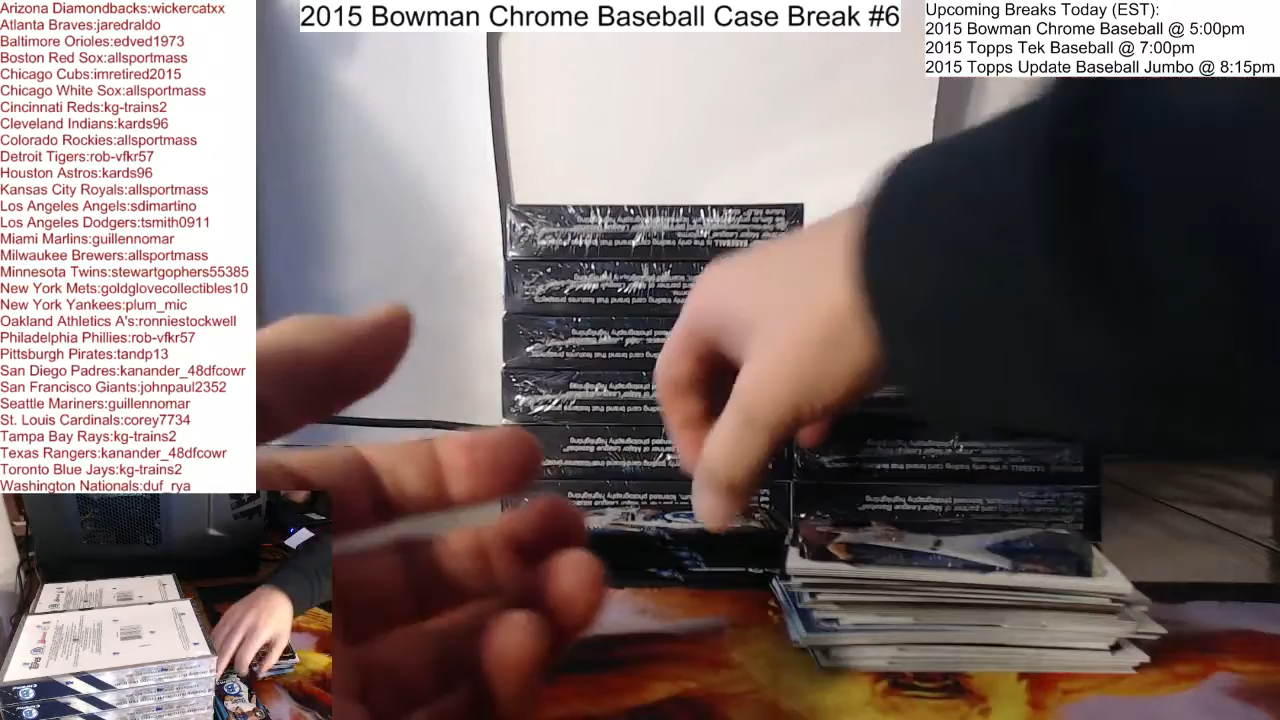 Arizona Diamondbacks:wickercatxx
Atlanta Braves:jaredraldo
Baltimore Orioles:edved1973
Boston Red Sox:allsportmass
Chicago Cubs:imretired2015
Chicago White Sox:allsportmass
Cincinnati Reds:kg-trains2
Cleveland Indians:kards96
Colorado Rockies:allsportmass
Detroit Tigers:rob-vfkr57
Houston Astros:kards96
Kansas City Royals:allsportmass
Los Angeles Angels:sdimartino
Los Angeles Dodgers:tsmith0911
Miami Marlins:guillennomar
Milwaukee Brewers:allsportmass
Minnesota Twins:stewartgophers55385
New York Mets:goldglovecollectibles10
New York Yankees:plum_mic
Oakland Athletics A's:ronniestockwell
Philadelphia Phillies:rob-vfkr57
Pittsburgh Pirates:tandp13
San Diego Padres:kanander_48dfcowr
San Francisco Giants:johnpaul2352
Seattle Mariners:guillennomar
St. Louis Cardinals:corey7734
Tampa Bay Rays:kg-trains2
Texas Rangers:kanander_48dfcowr
Toronto Blue Jays:kg-trains2
Washington Nationals:duf_rya
2015 Bowman Chrome Baseball Case Break #6
Upcoming Breaks Today (EST):
2015 Bowman Chrome Baseball @ 5:00pm
2015 Topps Tek Baseball @ 7:00pm
2015 Topps Update Baseball Jumbo @ 8:15pm